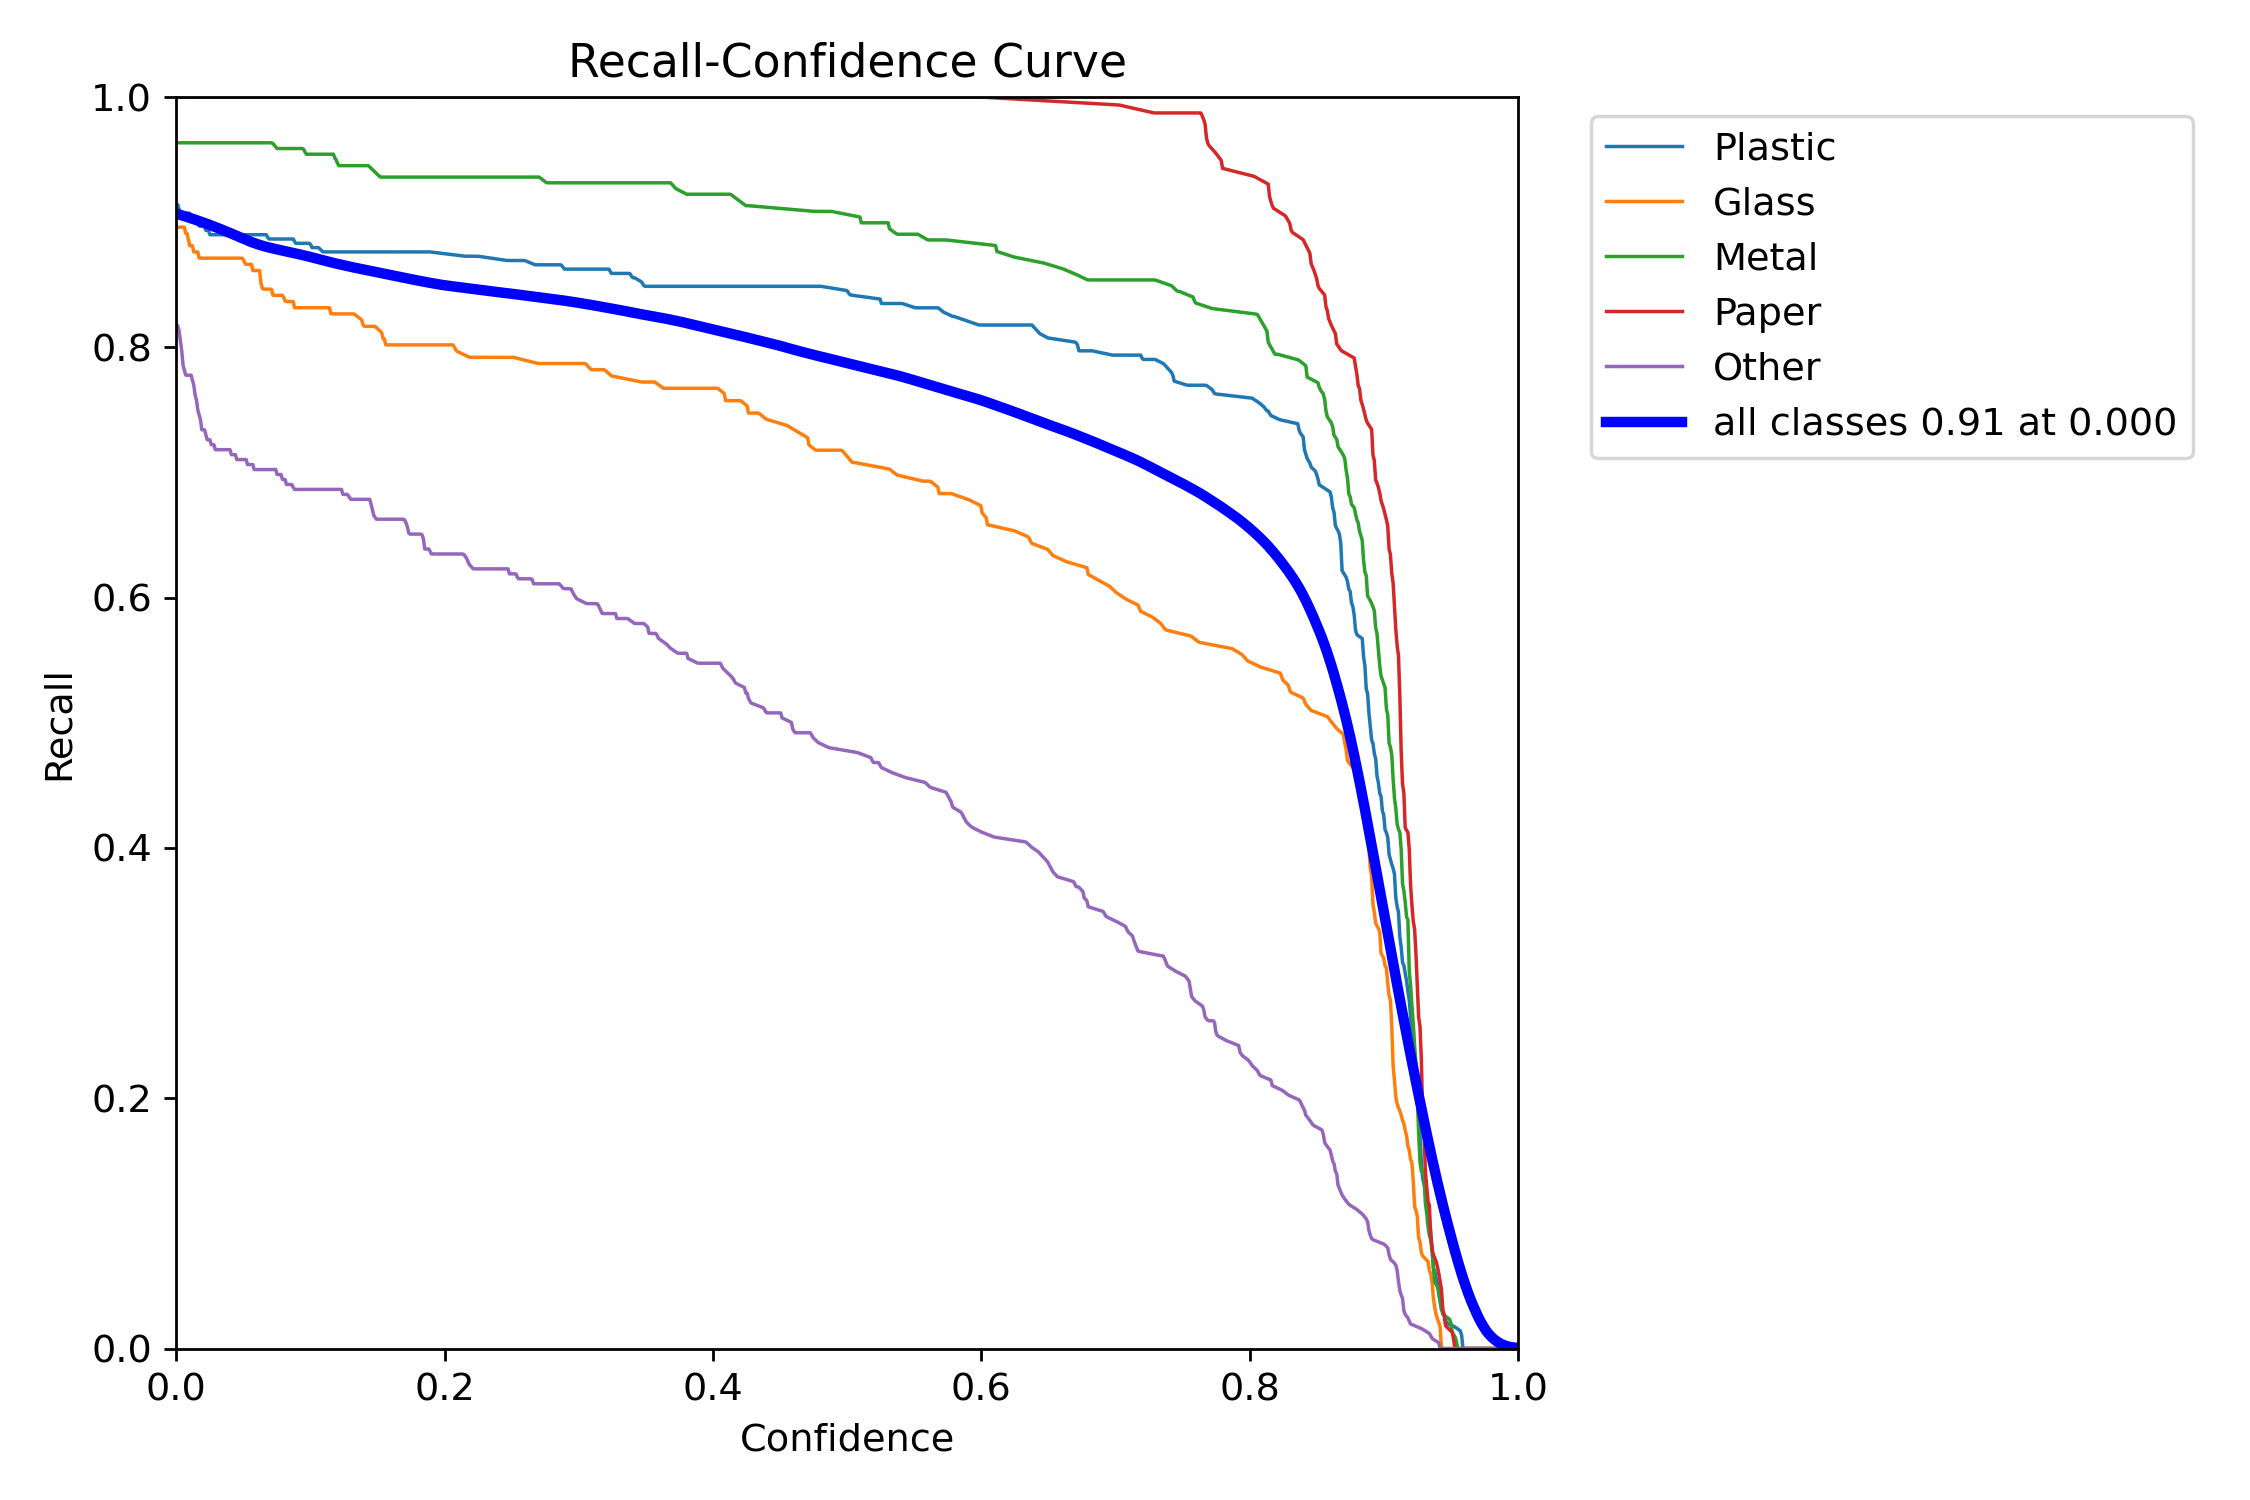 Recall-Confidence Curve
1.0
0.8
0.6
0.4
0.2
0.0
Recall
0.0 0.2 0.4 0.6 0.8 1.0
Confidence
Plastic
Glass
Metal
Paper
Other
all classes 0.91 at 0.000